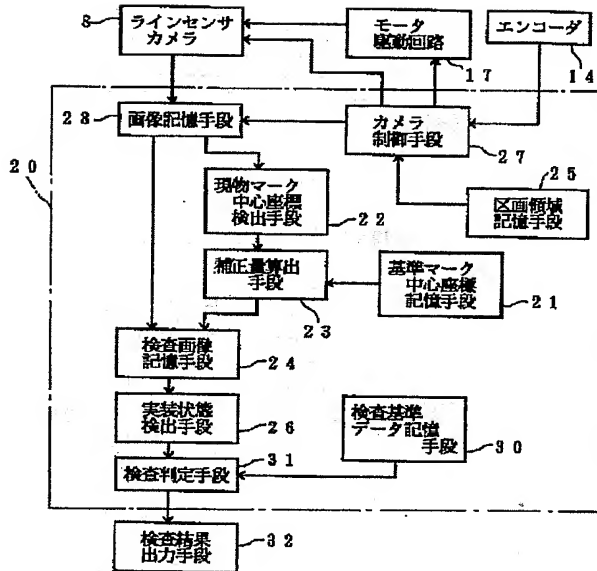 8
ラインセンサ
カメラ
モータ
駆動回路
17
エンコーダ
14
28
画像記憶手段
カメラ
制御手段
27
20
現物マーク
中心座標
検出手段
22
25
区画領域
記憶手段
補正量算出
手段
23
基準マーク
中心座標
記憶手段
21
検査画像
記憶手段
24
実装状態
検出手段
26
検査基準
データ記憶
手段
30
検査判定手段
31
検査結果
出力手段
32